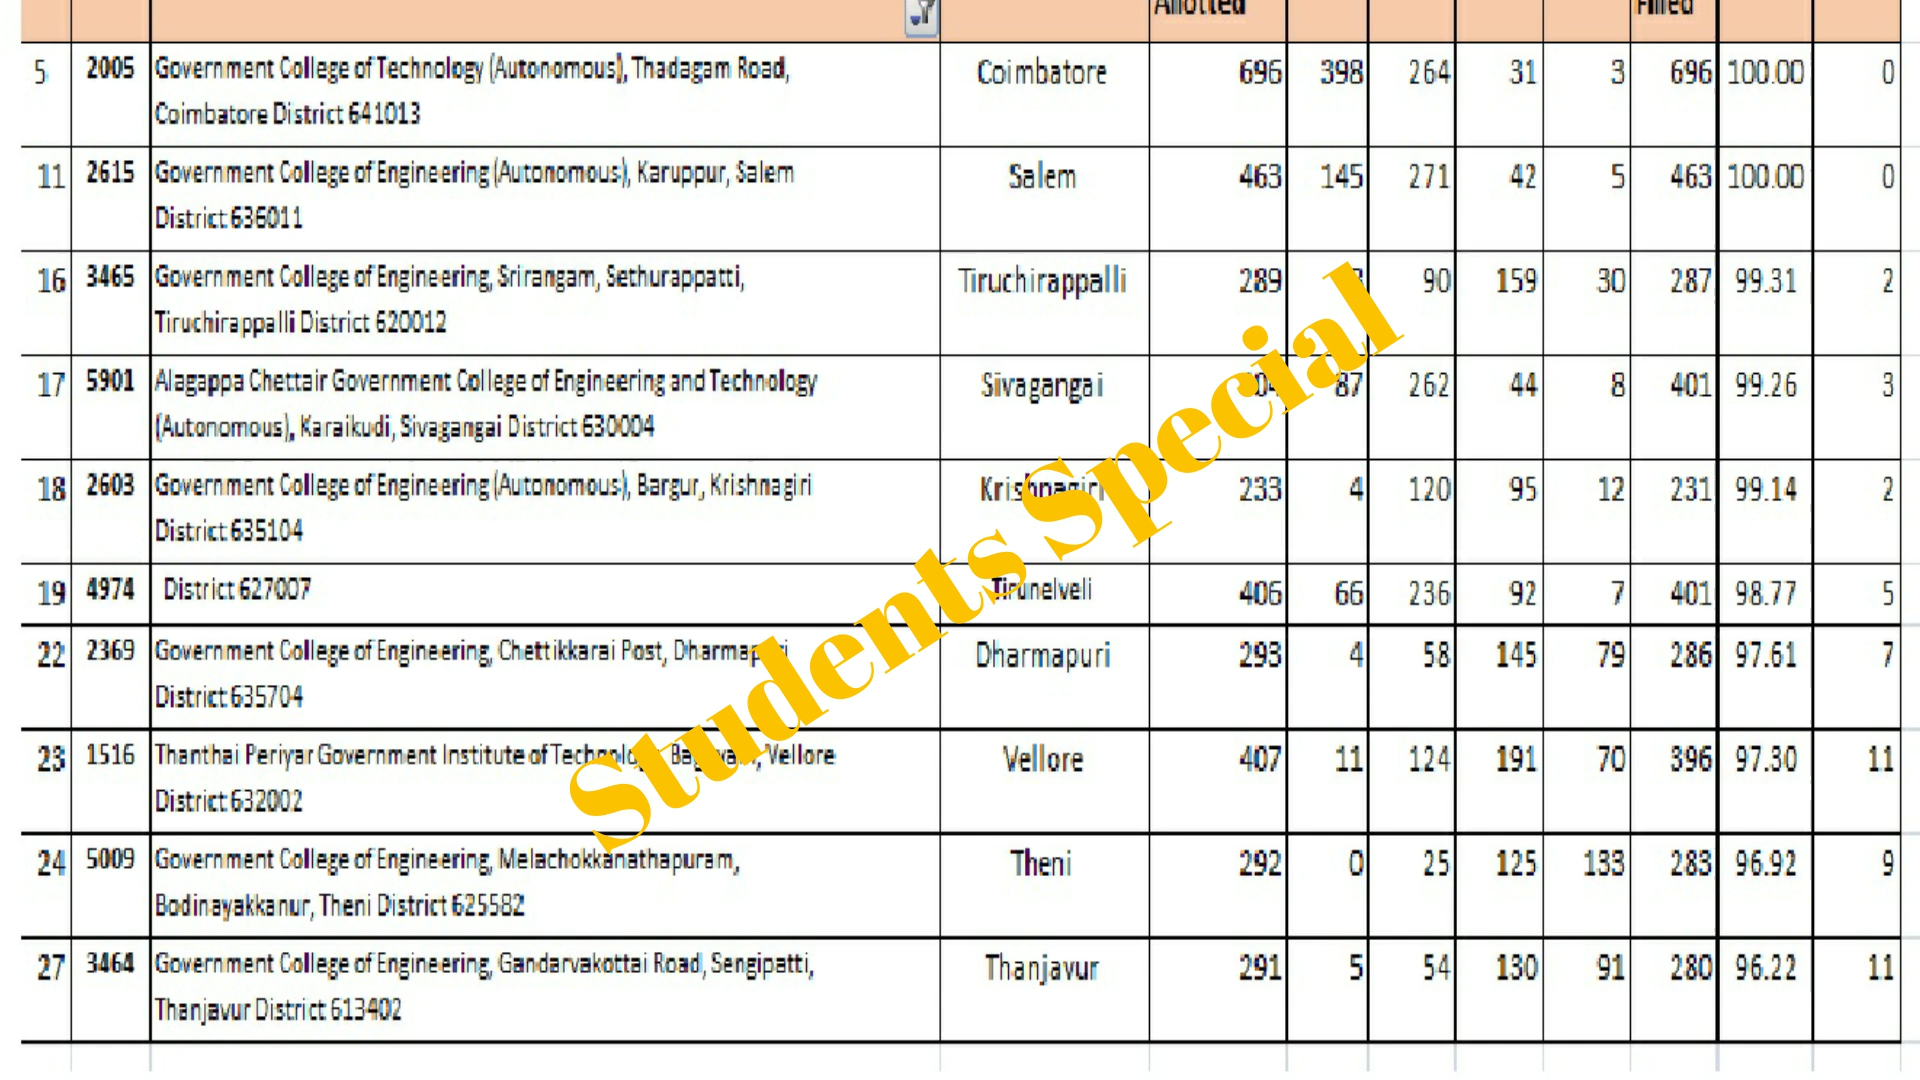 Allotted Filled
5 2005 Government College of Technology (Autonomous), Thadagam Road, Coimbatore 696 398 264 31 3 696 100.00 0
Coimbatore District 641013
11 2615 Government College of Engineering (Autonomous), Karuppur, Salem Salem 463 145 271 42 5 463 100.00 0
District 636011
16 3465 Government College of Engineering, Srirangam, Sethurappatti, Tiruchirappalli 289 90 159 30 287 99.31 2
Tiruchirappalli District 620012
17 5901 Alagappa Chettair Government College of Engineering and Technology Sivagangai 87 262 44 8 401 99.26 3
(Autonomous), Karaikudi, Sivagangai District 630004
18 2603 Government College of Engineering (Autonomous), Bargur, Krishnagiri Krishnagiri 233 4 120 95 12 231 99.14 2
District 635104
19 4974 District 627007 Tirunelveli 406 66 236 92 7 401 98.77 5
22 2369 Government College of Engineering, Chettikkarai Post, Dharmapuri Dharmapuri 293 4 58 145 79 286 97.61 7
District 635704
23 1516 Thanthai Periyar Government Institute of Technology, Vellore Vellore 407 11 124 191 70 396 97.30 11
District 632002
24 5009 Government College of Engineering, Melachokkanathapuram, Theni 292 0 25 125 133 283 96.92 9
Bodinayakkanur, Theni District 625582
27 3464 Government College of Engineering, Gandarvakottai Road, Sengipatti, Thanjavur 291 5 54 130 91 280 96.22 11
Thanjavur District 613402
Students Special